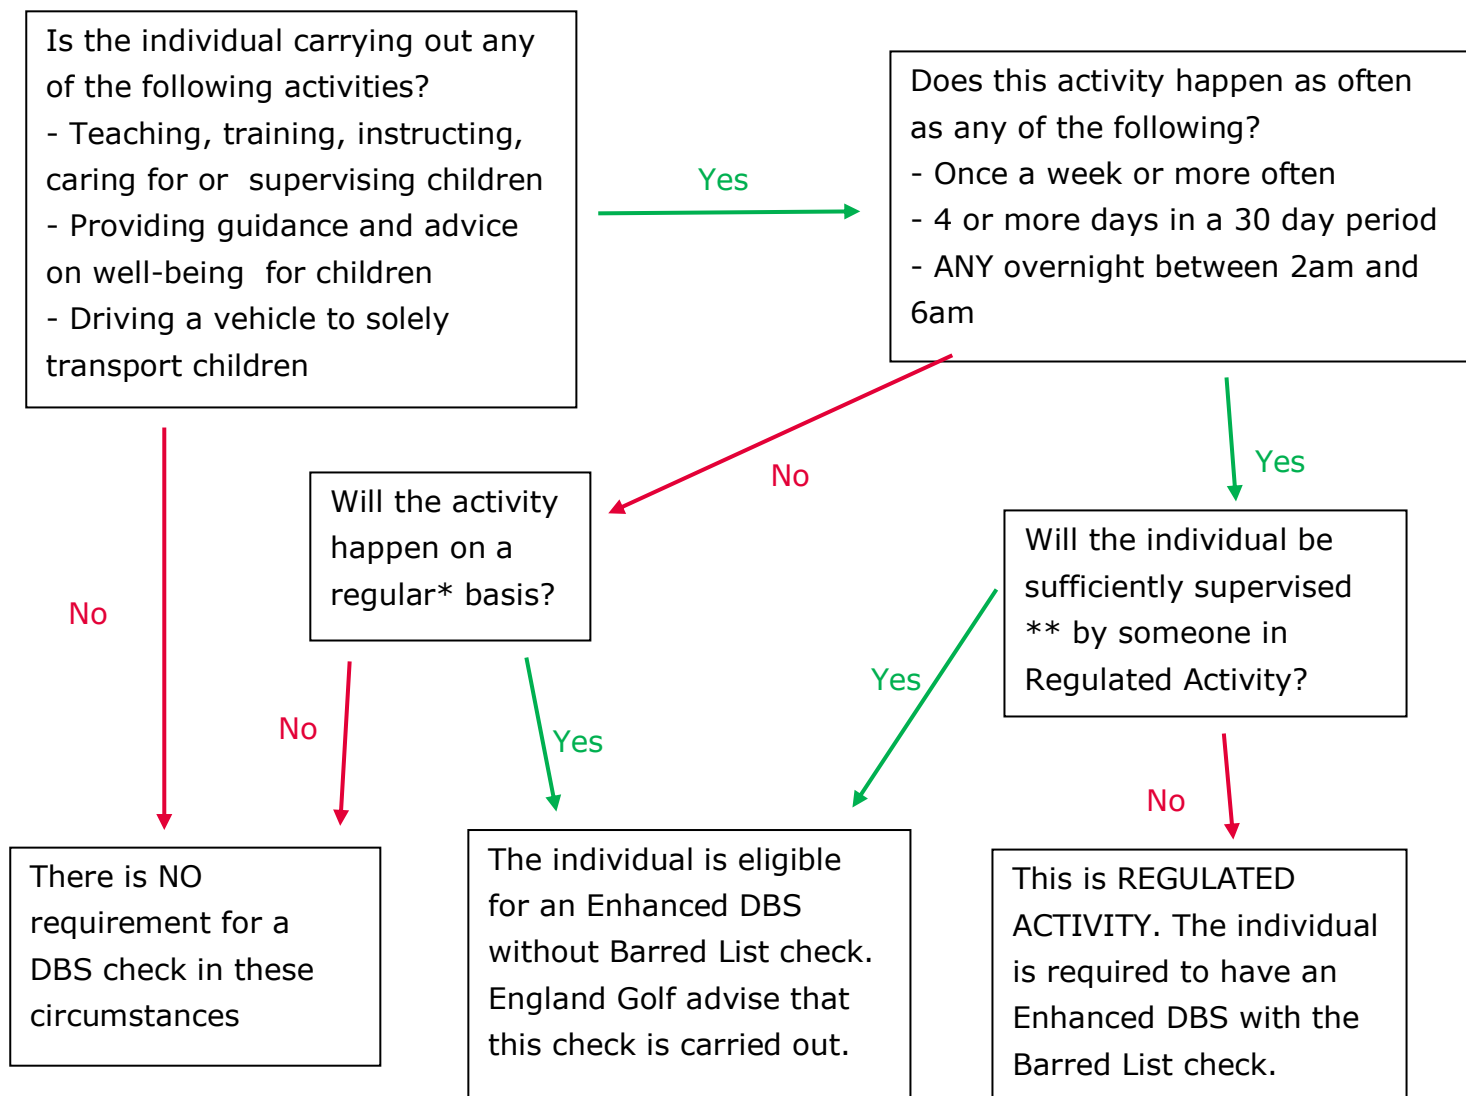 Is the individual carrying out any
of the following activities?
- Teaching, training, instructing,
caring for or supervising children
- Providing guidance and advice
on well-being for children
- Driving a vehicle to solely
transport children
Yes
Does this activity happen as often
as any of the following?
- Once a week or more often
- 4 or more days in a 30 day period
- ANY overnight between 2am and
6am
No
Yes
Will the activity
happen on a
regular* basis?
Will the individual be
sufficiently supervised
** by someone in
Regulated Activity?
No
No
Yes
Yes
No
There is NO
requirement for a
DBS check in these
circumstances
The individual is eligible
for an Enhanced DBS
without Barred List check.
England Golf advise that
this check is carried out.
This is REGULATED
ACTIVITY. The individual
is required to have an
Enhanced DBS with the
Barred List check.